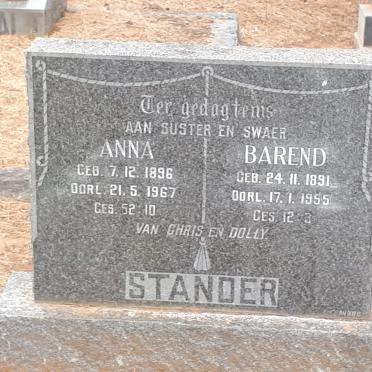 Ter gedagtenis
AAN SUSTER EN SWAER
ANNA
GEB. 7. 12. 1896
OORL. 21. 5. 1967
GES. 52:10
BAREND
GEB. 24. 11. 1891
OORL. 17. 1. 1955
GES. 12:3
VAN CHRIS EN DOLLY.
STANDER